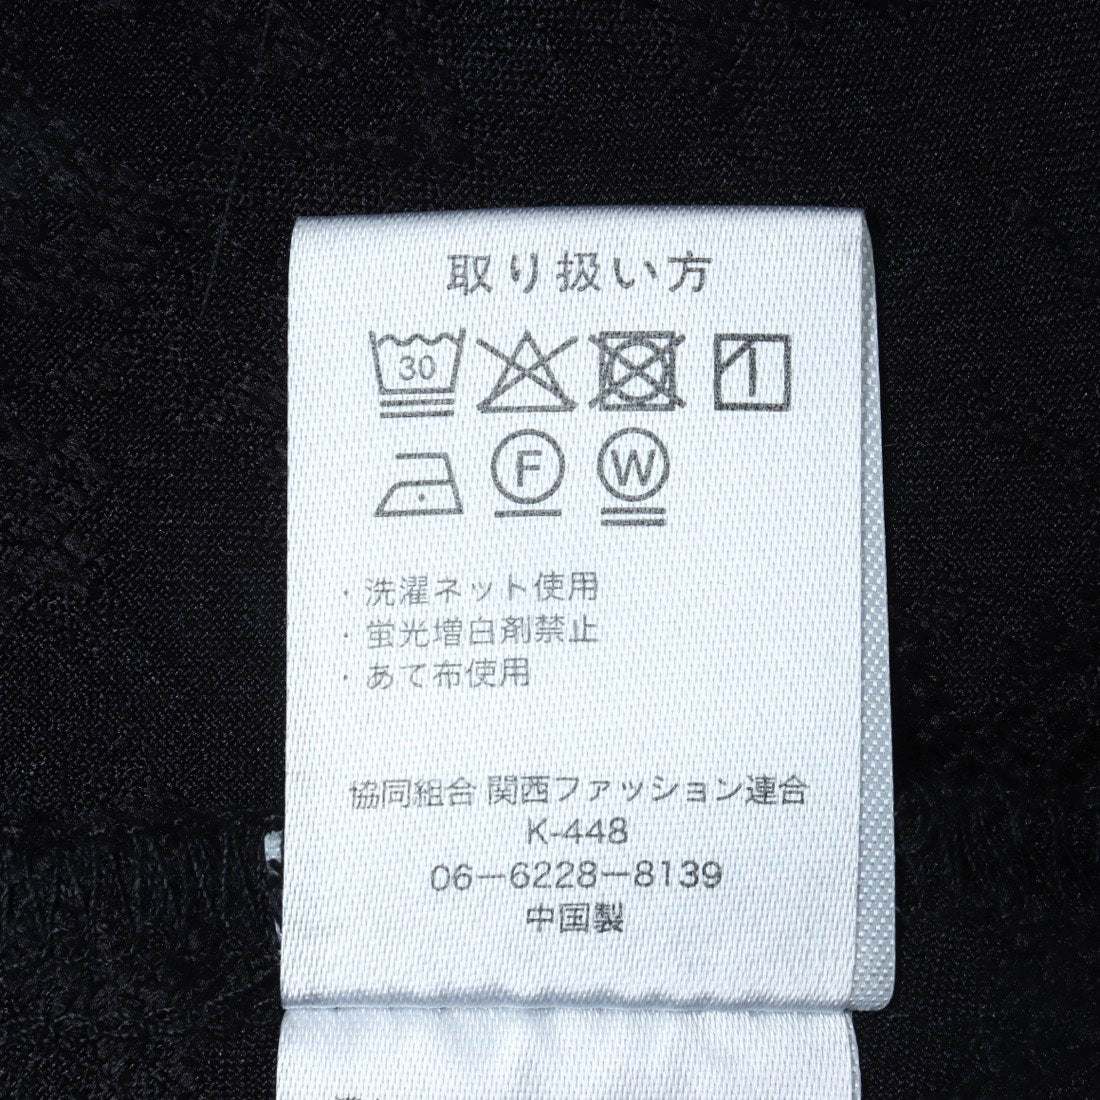 取り扱い方
30
F W
・洗濯ネット使用
・蛍光増白剤禁止
・あて布使用
協同組合 関西ファッション連合
K-448
06-6228-8139
中国製